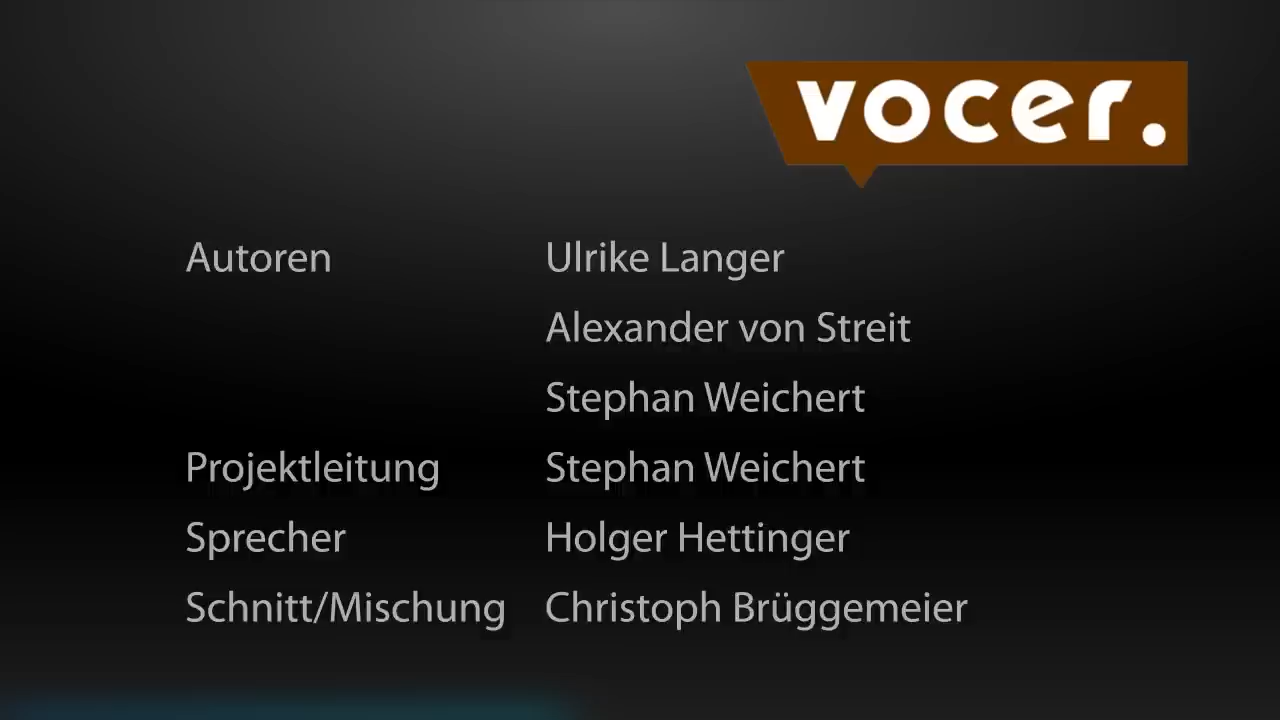 vocer.
Autoren Ulrike Langer
Alexander von Streit
Stephan Weichert
Projektleitung Stephan Weichert
Sprecher Holger Hettinger
Schnitt/Mischung Christoph Brüggemeier